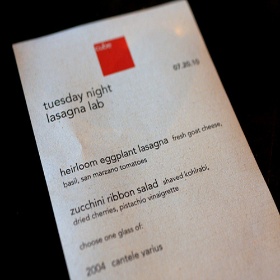 cube
07.20.10
tuesday night
lasagna lab
heirloom eggplant lasagna fresh goat cheese,
basil, san marzano tomatoes
zucchini ribbon salad shaved kohlrabi,
dried cherries, pistachio vinaigrette
choose one glass of:
2004 cantele varius